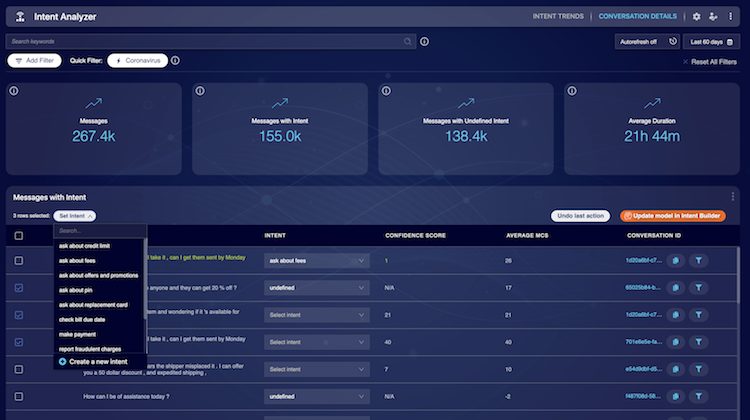 Intent Analyzer
INTENT TRENDS
CONVERSATION DETAILS
Search keywords
Autorefresh off
Last 60 days
Add Filter
Quick Filter:
Coronavirus
Reset All Filters
Messages
267.4k
Messages with Intent
155.0k
Messages with Undefined Intent
138.4k
Average Duration
21h 44m
Messages with Intent
3 rows selected:
Set Intent
Undo last action
Update model in Intent Builder
Search...
ask about credit limit
ask about fees
ask about offers and promotions
ask about pin
ask about replacement card
check bill due date
make payment
report fraudulent charges
Create a new intent
INTENT
CONFIDENCE SCORE
AVERAGE MCS
CONVERSATION ID
I take it , can I get them sent by Monday
ask about fees
1
26
1d20a6bf-c7...
anyone and they can get 20 % off ?
undefined
N/A
17
65025b84-b...
tem and wondering if it 's available for
Select intent
21
21
1d20a6bf-c7...
I take it , can I get them sent by Monday
Select intent
40
40
701e6e5e-fa...
ars the shipper misplaced it . I can offer
you a 50 dollar discount , and expedited shipping ,
Select intent
7
10
e54d9dbf-d5...
How can I be of assistance today ?
undefined
N/A
-2
f487f08d-58...